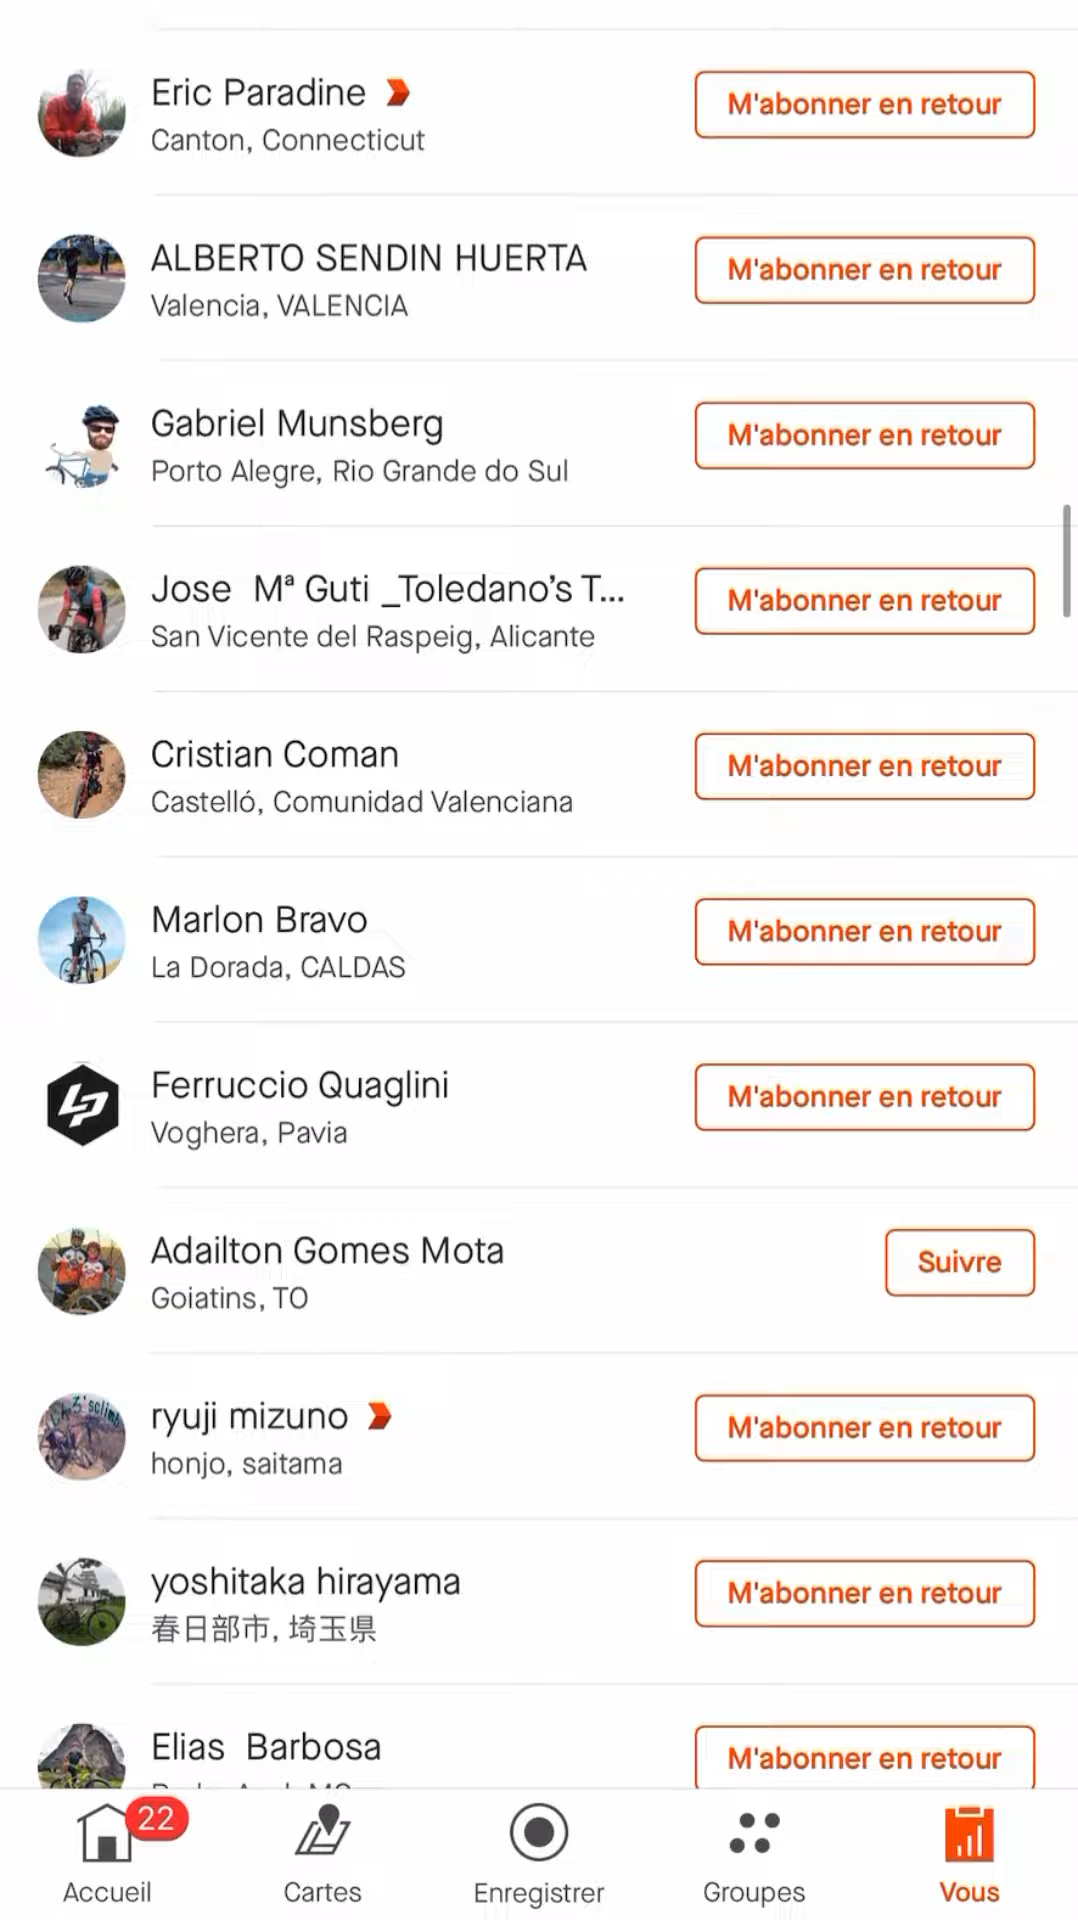 Eric Paradine
Canton, Connecticut
M'abonner en retour
ALBERTO SENDIN HUERTA
Valencia, VALENCIA
M'abonner en retour
Gabriel Munsberg
Porto Alegre, Rio Grande do Sul
M'abonner en retour
Jose Mª Guti _Toledano’s T...
San Vicente del Raspeig, Alicante
M'abonner en retour
Cristian Coman
Castelló, Comunidad Valenciana
M'abonner en retour
Marlon Bravo
La Dorada, CALDAS
M'abonner en retour
Ferruccio Quaglini
Voghera, Pavia
M'abonner en retour
Adailton Gomes Mota
Goiatins, TO
Suivre
ryuji mizuno
honjo, saitama
M'abonner en retour
yoshitaka hirayama
春日部市, 埼玉県
M'abonner en retour
Elias Barbosa
M'abonner en retour
22
Accueil
Cartes
Enregistrer
Groupes
Vous